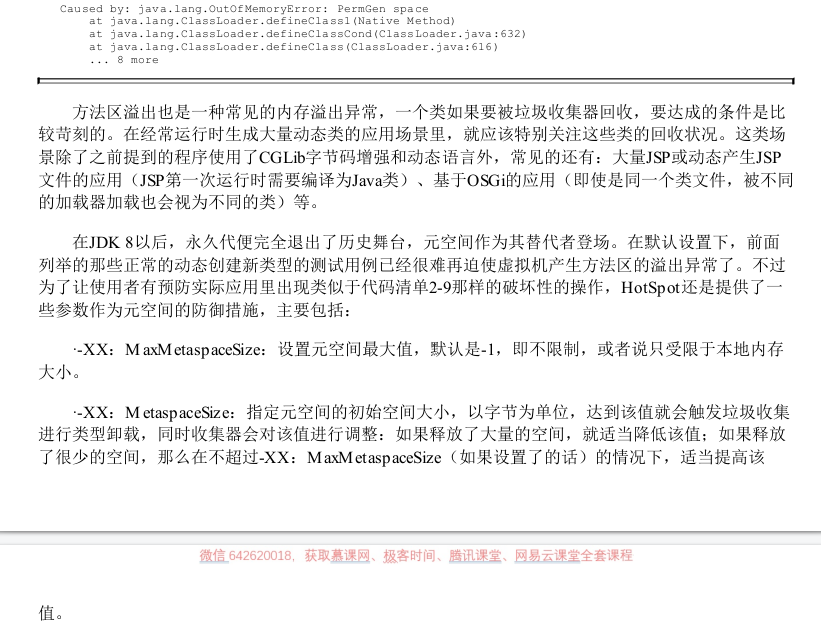 Caused by: java.lang.OutOfMemoryError: PermGen space
at java.lang.ClassLoader.defineClass1(Native Method)
at java.lang.ClassLoader.defineClassCond(ClassLoader.java:632)
at java.lang.ClassLoader.defineClass(ClassLoader.java:616)
... 8 more
方法区溢出也是一种常见的内存溢出异常，一个类如果要被垃圾收集器回收，要达成的条件是比
较苛刻的。在经常运行时生成大量动态类的应用场景里，就应该特别关注这些类的回收状况。这类场
景除了之前提到的程序使用了CGLib字节码增强和动态语言外，常见的还有：大量JSP或动态产生JSP
文件的应用（JSP第一次运行时需要编译为Java类）、基于OSGi的应用（即使是同一个类文件，被不同
的加载器加载也会视为不同的类）等。
在JDK 8以后，永久代便完全退出了历史舞台，元空间作为其替代者登场。在默认设置下，前面
列举的那些正常的动态创建新类型的测试用例已经很难再迫使虚拟机产生方法区的溢出异常了。不过
为了让使用者有预防实际应用里出现类似于代码清单2-9那样的破坏性的操作，HotSpot还是提供了一
些参数作为元空间的防御措施，主要包括：
·-XX：MaxMetaspaceSize：设置元空间最大值，默认是-1，即不限制，或者说只受限于本地内存
大小。
·-XX：MetaspaceSize：指定元空间的初始空间大小，以字节为单位，达到该值就会触发垃圾收集
进行类型卸载，同时收集器会对该值进行调整：如果释放了大量的空间，就适当降低该值；如果释放
了很少的空间，那么在不超过-XX：MaxMetaspaceSize（如果设置了的话）的情况下，适当提高该
微信 642620018，获取慕课网、极客时间、腾讯课堂、网易云课堂全套课程
值。